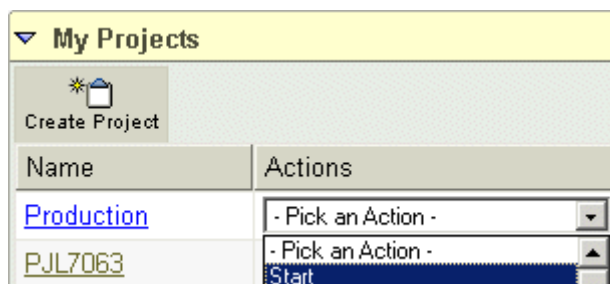 My Projects
Create Project
Name Actions
Production - Pick an Action -
PJL7063 - Pick an Action -
Start